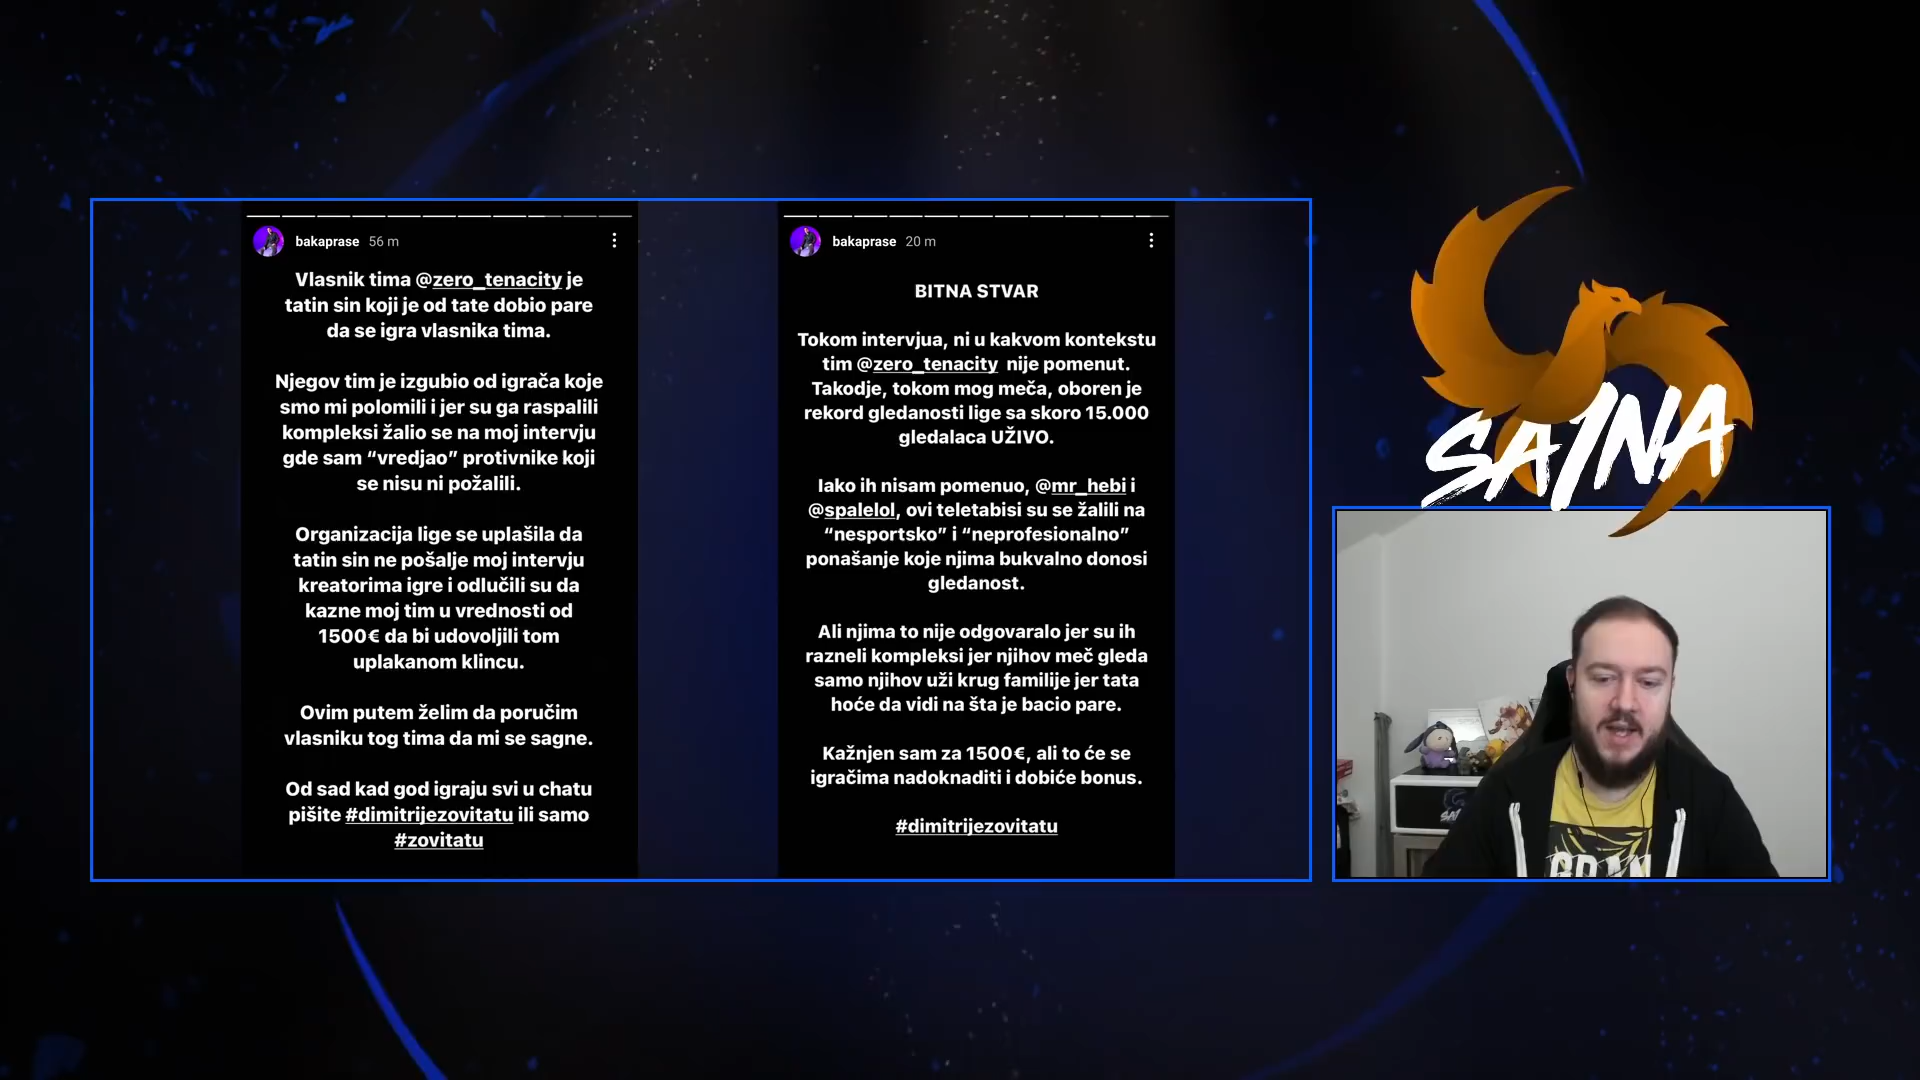 bakaprase 56 m
Vlasnik tima @zero_tenacity je
tatin sin koji je od tate dobio pare
da se igra vlasnika tima.
Njegov tim je izgubio od igrača koje
smo mi polomili i jer su ga raspalili
kompleksi žalio se na moj intervju
gde sam “vredjao” protivnike koji
se nisu ni požalili.
Organizacija lige se uplašila da
tatin sin ne pošalje moj intervju
kreatorima igre i odlučili su da
kazne moj tim u vrednosti od
1500€ da bi udovoljili tom
uplakanom klincu.
Ovim putem želim da poručim
vlasniku tog tima da mi se sagne.
Od sad kad god igraju svi u chatu
pišite #dimitrijezovitatu ili samo
#zovitatu
bakaprase 20 m
BITNA STVAR
Tokom intervjua, ni u kakvom kontekstu
tim @zero_tenacity nije pomenut.
Takodje, tokom mog meča, oboren je
rekord gledanosti lige sa skoro 15.000
gledalaca UŽIVO.
Iako ih nisam pomenuo, @mr_hebi i
@spalelol, ovi teletabisi su se žalili na
“nesportsko” i “neprofesionalno”
ponašanje koje njima bukvalno donosi
gledanost.
Ali njima to nije odgovaralo jer su ih
razneli kompleksi jer njihov meč gleda
samo njihov uži krug familije jer tata
hoće da vidi na šta je bacio pare.
Kažnjen sam za 1500€, ali to će se
igračima nadoknaditi i dobiće bonus.
#dimitrijezovitatu
SA1NA